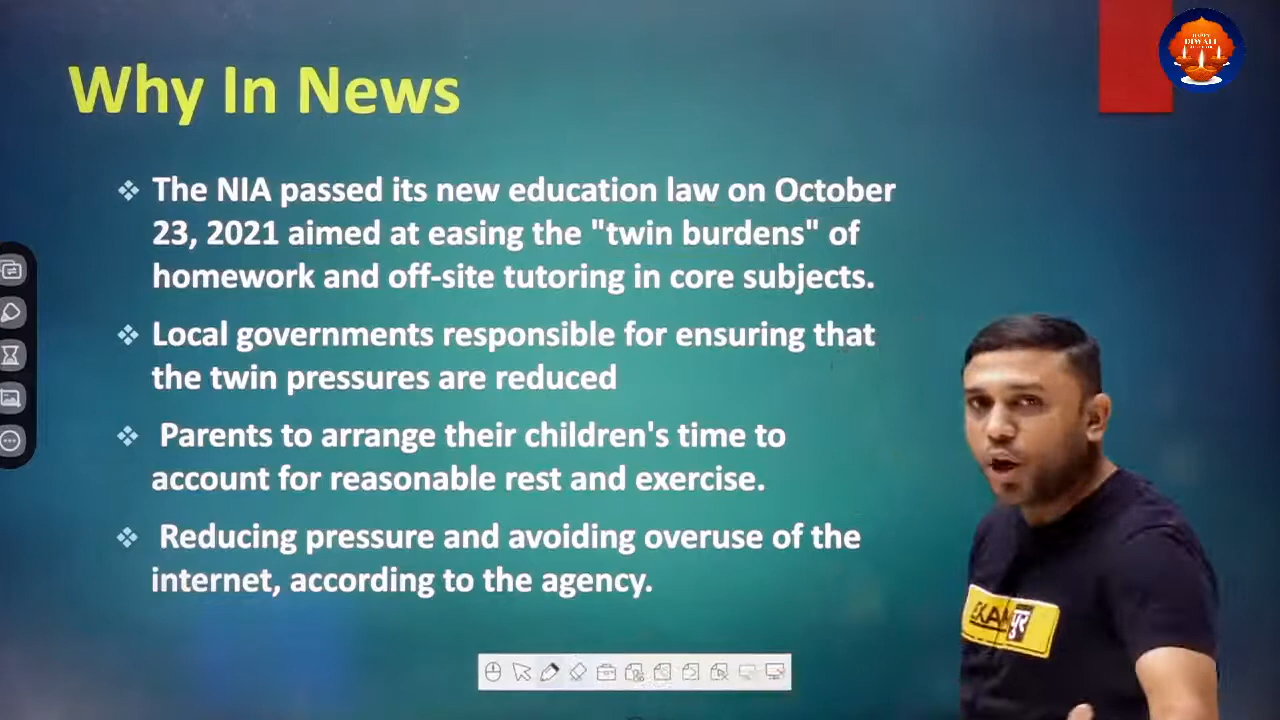 HAPPY
DIWALI
Why In News
The NIA passed its new education law on October
23, 2021 aimed at easing the "twin burdens" of
homework and off-site tutoring in core subjects.
Local governments responsible for ensuring that
the twin pressures are reduced
Parents to arrange their children's time to
account for reasonable rest and exercise.
Reducing pressure and avoiding overuse of the
internet, according to the agency.
EXAM पुर